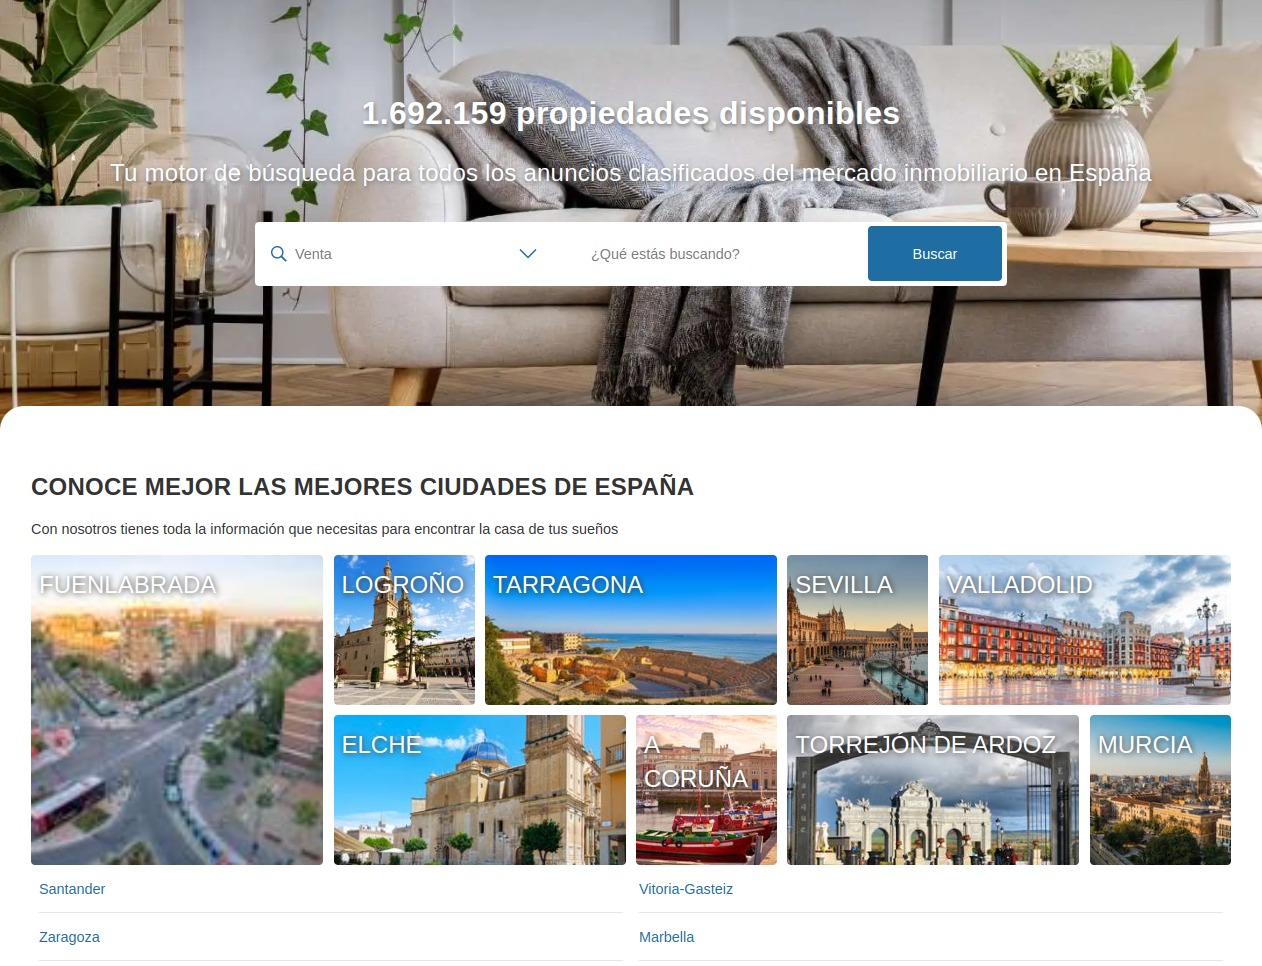 1.692.159 propiedades disponibles
Tu motor de búsqueda para todos los anuncios clasificados del mercado inmobiliario en España
Venta
¿Qué estás buscando?
Buscar
CONOCE MEJOR LAS MEJORES CIUDADES DE ESPAÑA
Con nosotros tienes toda la información que necesitas para encontrar la casa de tus sueños
FUENLABRADA
LOGROÑO
TARRAGONA
SEVILLA
VALLADOLID
ELCHE
A
CORUÑA
TORREJÓN DE ARDOZ
MURCIA
Parque
Santander
Vitoria-Gasteiz
Zaragoza
Marbella